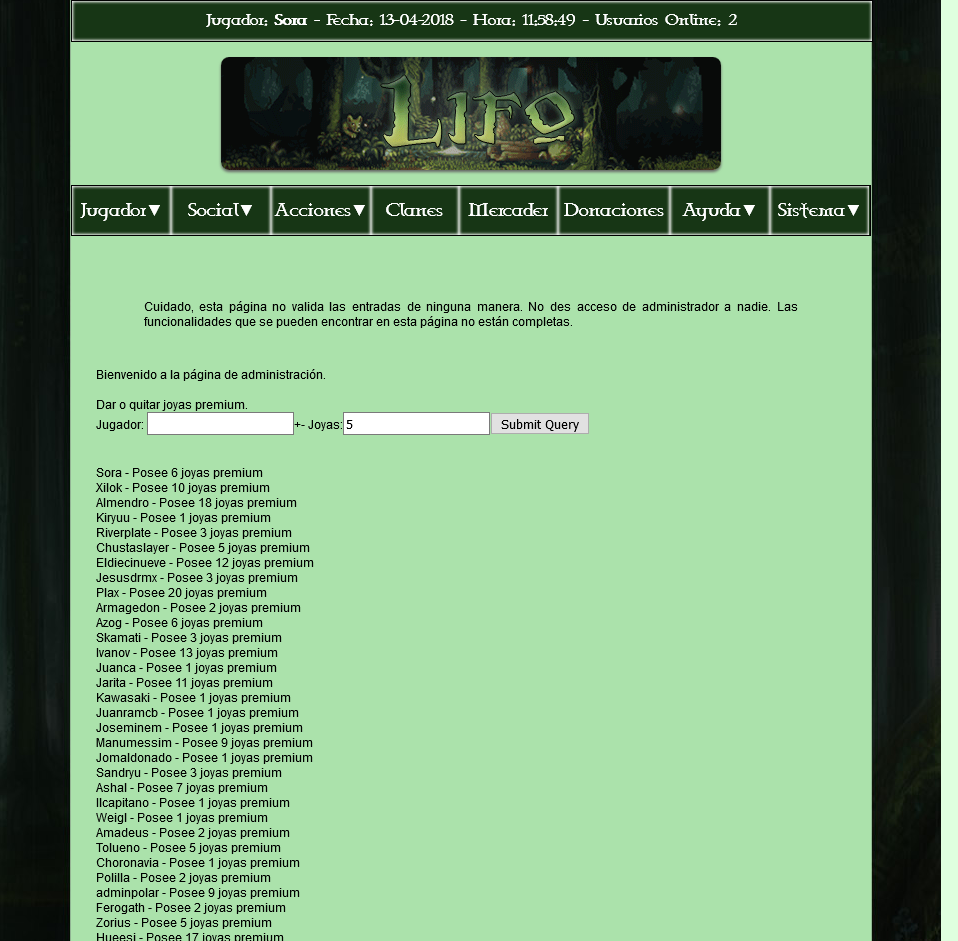 Jugador: Sora - Fecha: 13-04-2018 - Hora: 11:58:49 - Usuarios Online: 2
Lifo
Jugador▼ Social▼ Acciones▼ Clanes Mercader Donaciones Ayuda▼ Sistema▼
Cuidado, esta página no valida las entradas de ninguna manera. No des acceso de administrador a nadie. Las
funcionalidades que se pueden encontrar en esta página no están completas.
Bienvenido a la página de administración.
Dar o quitar joyas premium.
Jugador: +- Joyas: 5 Submit Query
Sora - Posee 6 joyas premium
Xilok - Posee 10 joyas premium
Almendro - Posee 18 joyas premium
Kiryuu - Posee 1 joyas premium
Riverplate - Posee 3 joyas premium
Chustaslayer - Posee 5 joyas premium
Eldiecinueve - Posee 12 joyas premium
Jesusdrmx - Posee 3 joyas premium
Plax - Posee 20 joyas premium
Armagedon - Posee 2 joyas premium
Azog - Posee 6 joyas premium
Skamati - Posee 3 joyas premium
Ivanov - Posee 13 joyas premium
Juanca - Posee 1 joyas premium
Jarita - Posee 11 joyas premium
Kawasaki - Posee 1 joyas premium
Juanramcb - Posee 1 joyas premium
Joseminem - Posee 1 joyas premium
Manumessim - Posee 9 joyas premium
Jomaldonado - Posee 1 joyas premium
Sandryu - Posee 3 joyas premium
Ashal - Posee 7 joyas premium
Ilcapitano - Posee 1 joyas premium
Weigl - Posee 1 joyas premium
Amadeus - Posee 2 joyas premium
Tolueno - Posee 5 joyas premium
Choronavia - Posee 1 joyas premium
Polilla - Posee 2 joyas premium
adminpolar - Posee 9 joyas premium
Ferogath - Posee 2 joyas premium
Zorius - Posee 5 joyas premium
Hueesi - Posee 17 joyas premium